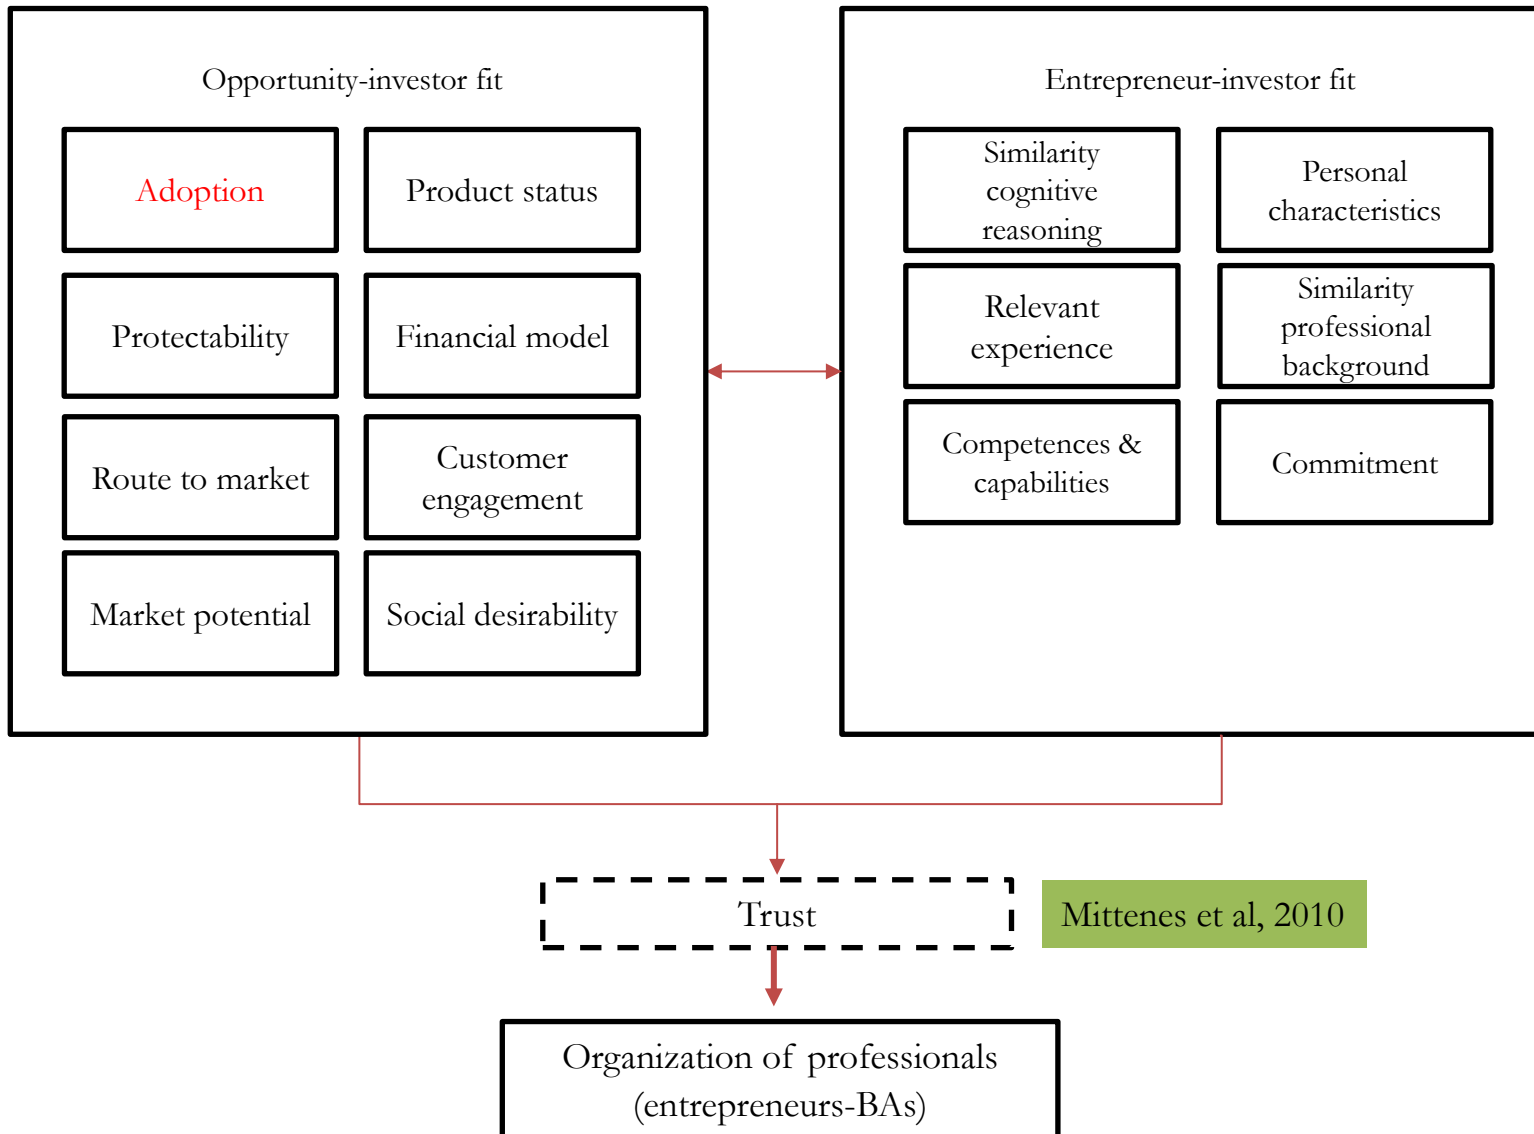 Opportunity-investor fit
Adoption
Product status
Protectability
Financial model
Route to market
Customer
engagement
Market potential
Social desirability
Entrepreneur-investor fit
Similarity
cognitive
reasoning
Personal
characteristics
Relevant
experience
Similarity
professional
background
Competences &
capabilities
Commitment
Trust
Mittenes et al, 2010
Organization of professionals
(entrepreneurs-BAs)